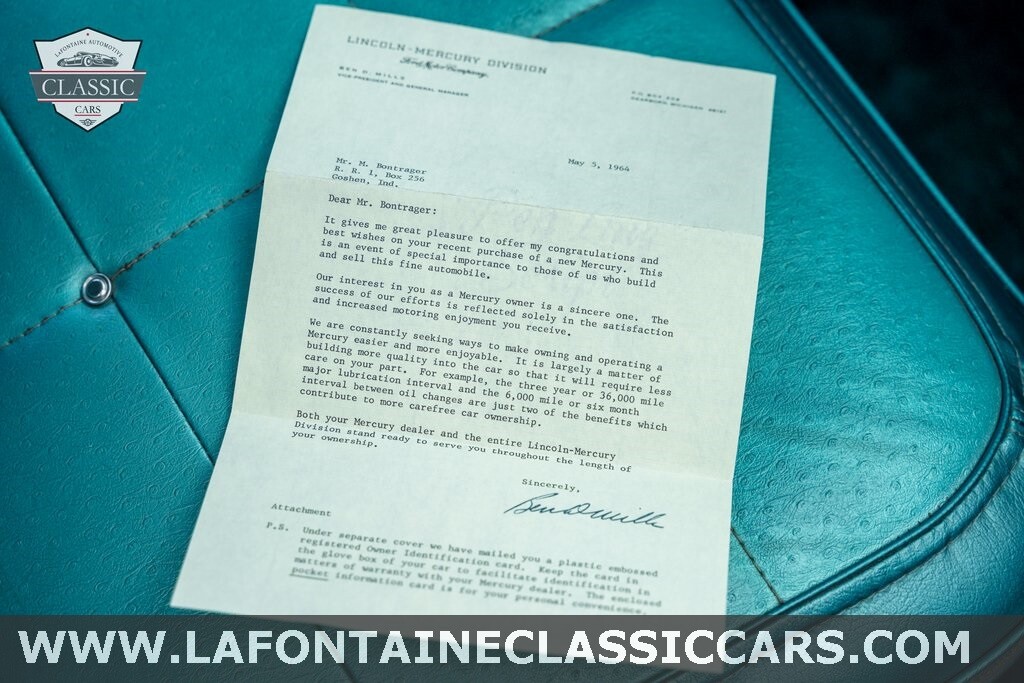 LaFONTAINE AUTOMOTIVE
CLASSIC
CARS
LINCOLN-MERCURY DIVISION
Ford Motor Company
BEN D. MILLS
VICE-PRESIDENT AND GENERAL MANAGER
P.O. BOX
DEARBORN, MICHIGAN 48121
May 5, 1964
Mr. M. Bontrager
R. R. 1, Box 256
Goshen, Ind.
Dear Mr. Bontrager:
It gives me great pleasure to offer my congratulations and
best wishes on your recent purchase of a new Mercury. This
is an event of special importance to those of us who build
and sell this fine automobile.
Our interest in you as a Mercury owner is a sincere one. The
success of our efforts is reflected solely in the satisfaction
and increased motoring enjoyment you receive.
We are constantly seeking ways to make owning and operating a
Mercury easier and more enjoyable. It is largely a matter of
building more quality into the car so that it will require less
care on your part. For example, the three year or 36,000 mile
major lubrication interval and the 6,000 mile or six month
interval between oil changes are just two of the benefits which
contribute to more carefree car ownership.
Both your Mercury dealer and the entire Lincoln-Mercury
Division stand ready to serve you throughout the length of
your ownership.
Sincerely,
Ben D Mills
Attachment
P.S. Under separate cover we have mailed you a plastic embossed
registered Owner Identification card. Keep the card in
the glove box of your car to facilitate identification in
matters of warranty with your Mercury dealer. The enclosed
pocket information card is for your personal convenience.
WWW.LAFONTAINECLASSICCARS.COM